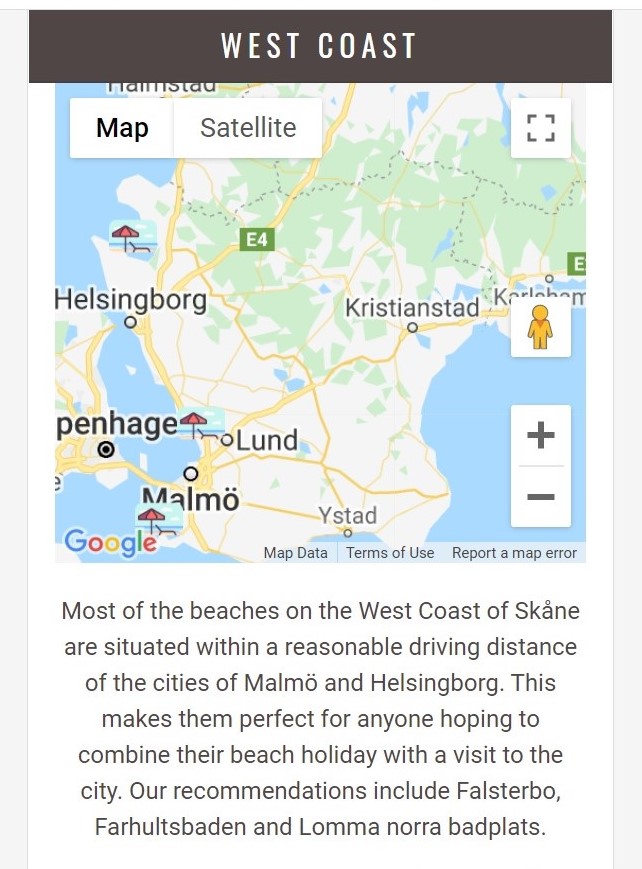 WEST COAST
Halmstad
Map Satellite
E4
E
Helsingborg
Kristianstad Karlsham
penhage
Lund
Malmö
Ystad
Google
Map Data Terms of Use Report a map error
Most of the beaches on the West Coast of Skåne
are situated within a reasonable driving distance
of the cities of Malmö and Helsingborg. This
makes them perfect for anyone hoping to
combine their beach holiday with a visit to the
city. Our recommendations include Falsterbo,
Farhultsbaden and Lomma norra badplats.